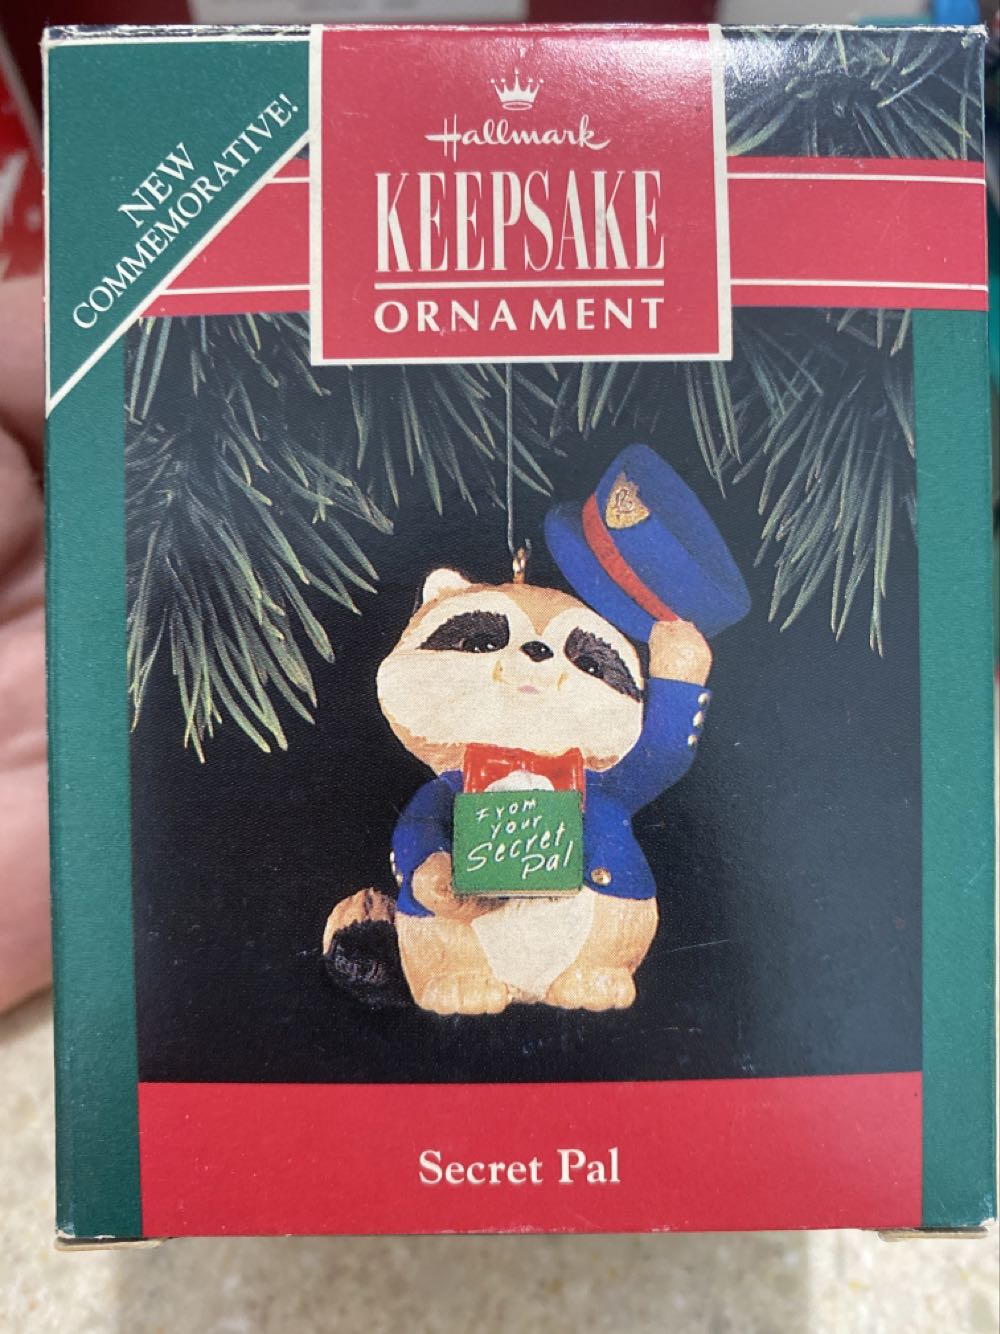 NEW
COMMEMORATIVE!
Hallmark
KEEPSAKE
ORNAMENT
From
your
Secret
Pal
Secret Pal